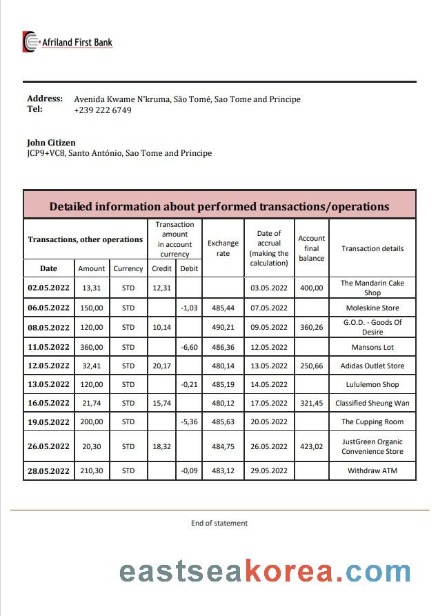 Afriland First Bank
Address: Avenida Kwame N'kruma, São Tomé, Sao Tome and Principe
Tel: +239 222 6749
John Citizen
JCP9+VC8, Santo António, Sao Tome and Principe
Detailed information about performed transactions/operations
Transactions, other operations | Transaction amount in account currency | Exchange rate | Date of accrual (making the calculation) | Account final balance | Transaction details
Date | Amount | Currency | Credit | Debit
02.05.2022 | 13,31 | STD | 12,31 | | | 03.05.2022 | 400,00 | The Mandarin Cake Shop
06.05.2022 | 150,00 | STD | | -1,03 | 485,44 | 07.05.2022 | | Moleskine Store
08.05.2022 | 120,00 | STD | 10,14 | | 490,21 | 09.05.2022 | 360,26 | G.O.D. - Goods Of Desire
11.05.2022 | 360,00 | STD | | -6,60 | 486,36 | 12.05.2022 | | Mansons Lot
12.05.2022 | 32,41 | STD | 20,17 | | 480,14 | 13.05.2022 | 250,66 | Adidas Outlet Store
13.05.2022 | 120,00 | STD | | -0,21 | 485,19 | 14.05.2022 | | Lululemon Shop
16.05.2022 | 21,74 | STD | 15,74 | | 480,12 | 17.05.2022 | 321,45 | Classified Sheung Wan
19.05.2022 | 200,00 | STD | | -5,36 | 485,63 | 20.05.2022 | | The Cupping Room
26.05.2022 | 20,30 | STD | 18,32 | | 484,75 | 26.05.2022 | 423,02 | JustGreen Organic Convenience Store
28.05.2022 | 210,30 | STD | | -0,09 | 483,12 | 29.05.2022 | | Withdraw ATM
End of statement
eastseakorea.com